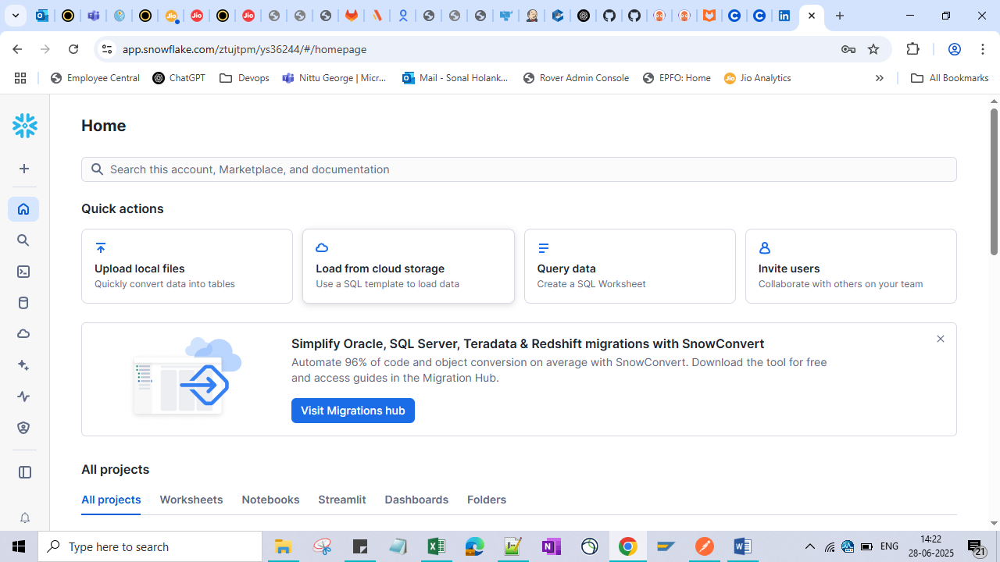 app.snowflake.com/ztujtpm/ys36244/#/homepage
Employee Central
ChatGPT
Devops
Nittu George | Micr...
Mail - Sonal Holank...
Rover Admin Console
EPFO: Home
Jio Analytics
All Bookmarks
Home
Search this account, Marketplace, and documentation
Quick actions
Upload local files
Quickly convert data into tables
Load from cloud storage
Use a SQL template to load data
Query data
Create a SQL Worksheet
Invite users
Collaborate with others on your team
Simplify Oracle, SQL Server, Teradata & Redshift migrations with SnowConvert
Automate 96% of code and object conversion on average with SnowConvert. Download the tool for free
and access guides in the Migration Hub.
Visit Migrations hub
All projects
All projects Worksheets Notebooks Streamlit Dashboards Folders
Type here to search
ENG
14:22
28-06-2025
21